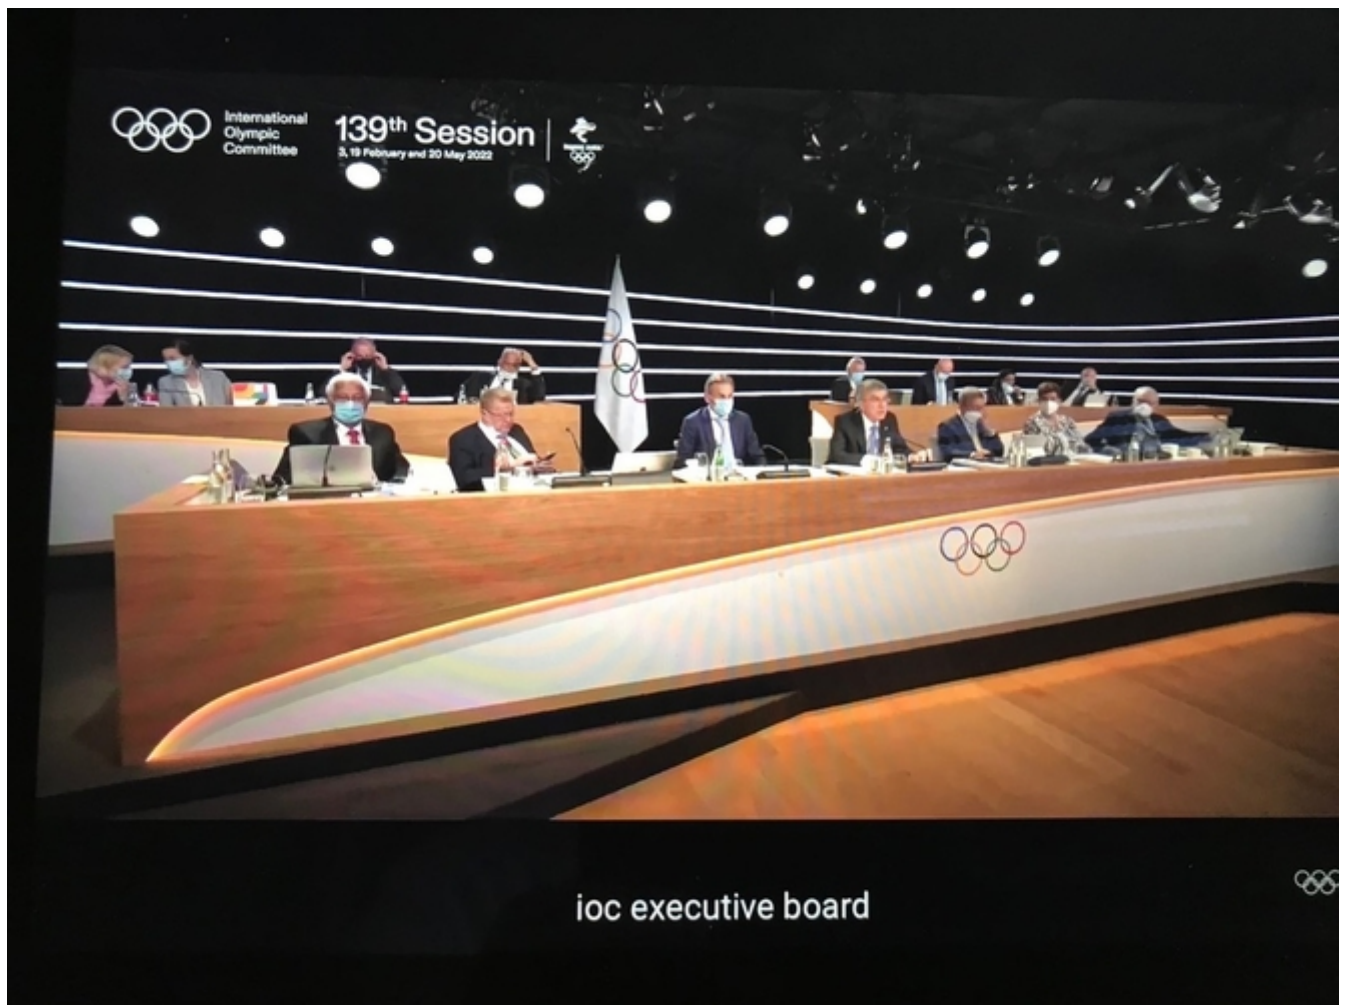 International
Olympic
Committee
139th Session
3, 19 February and 20 May 2022
ioc executive board